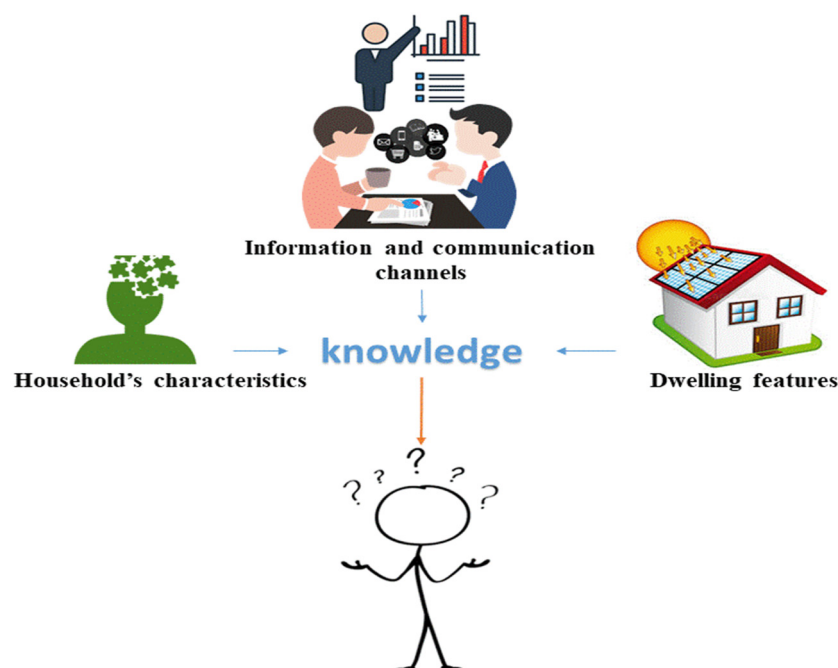 Information and communication
channels
knowledge
Household's characteristics
Dwelling features
? ? ? ? ?